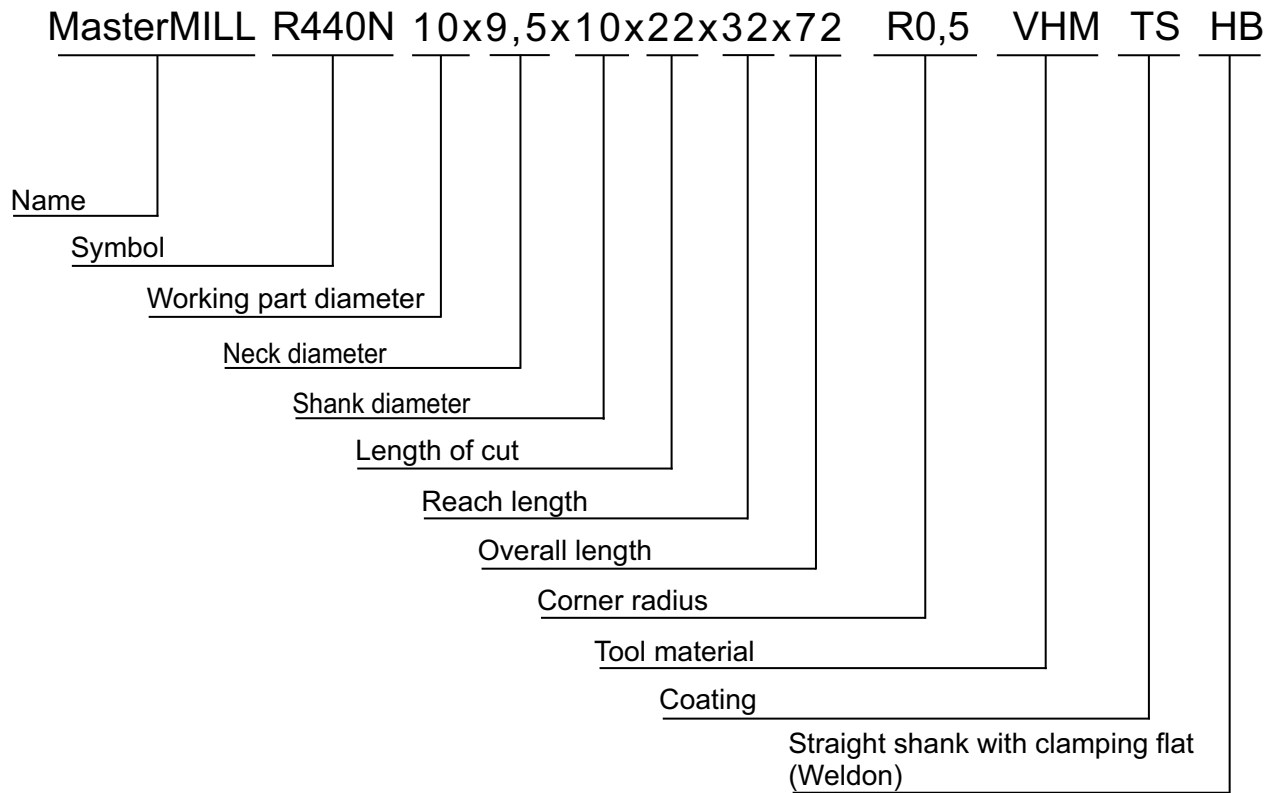 MasterMILL R440N 10x9,5x10x22x32x72 R0,5 VHM TS HB
Name
Symbol
Working part diameter
Neck diameter
Shank diameter
Length of cut
Reach length
Overall length
Corner radius
Tool material
Coating
Straight shank with clamping flat
(Weldon)